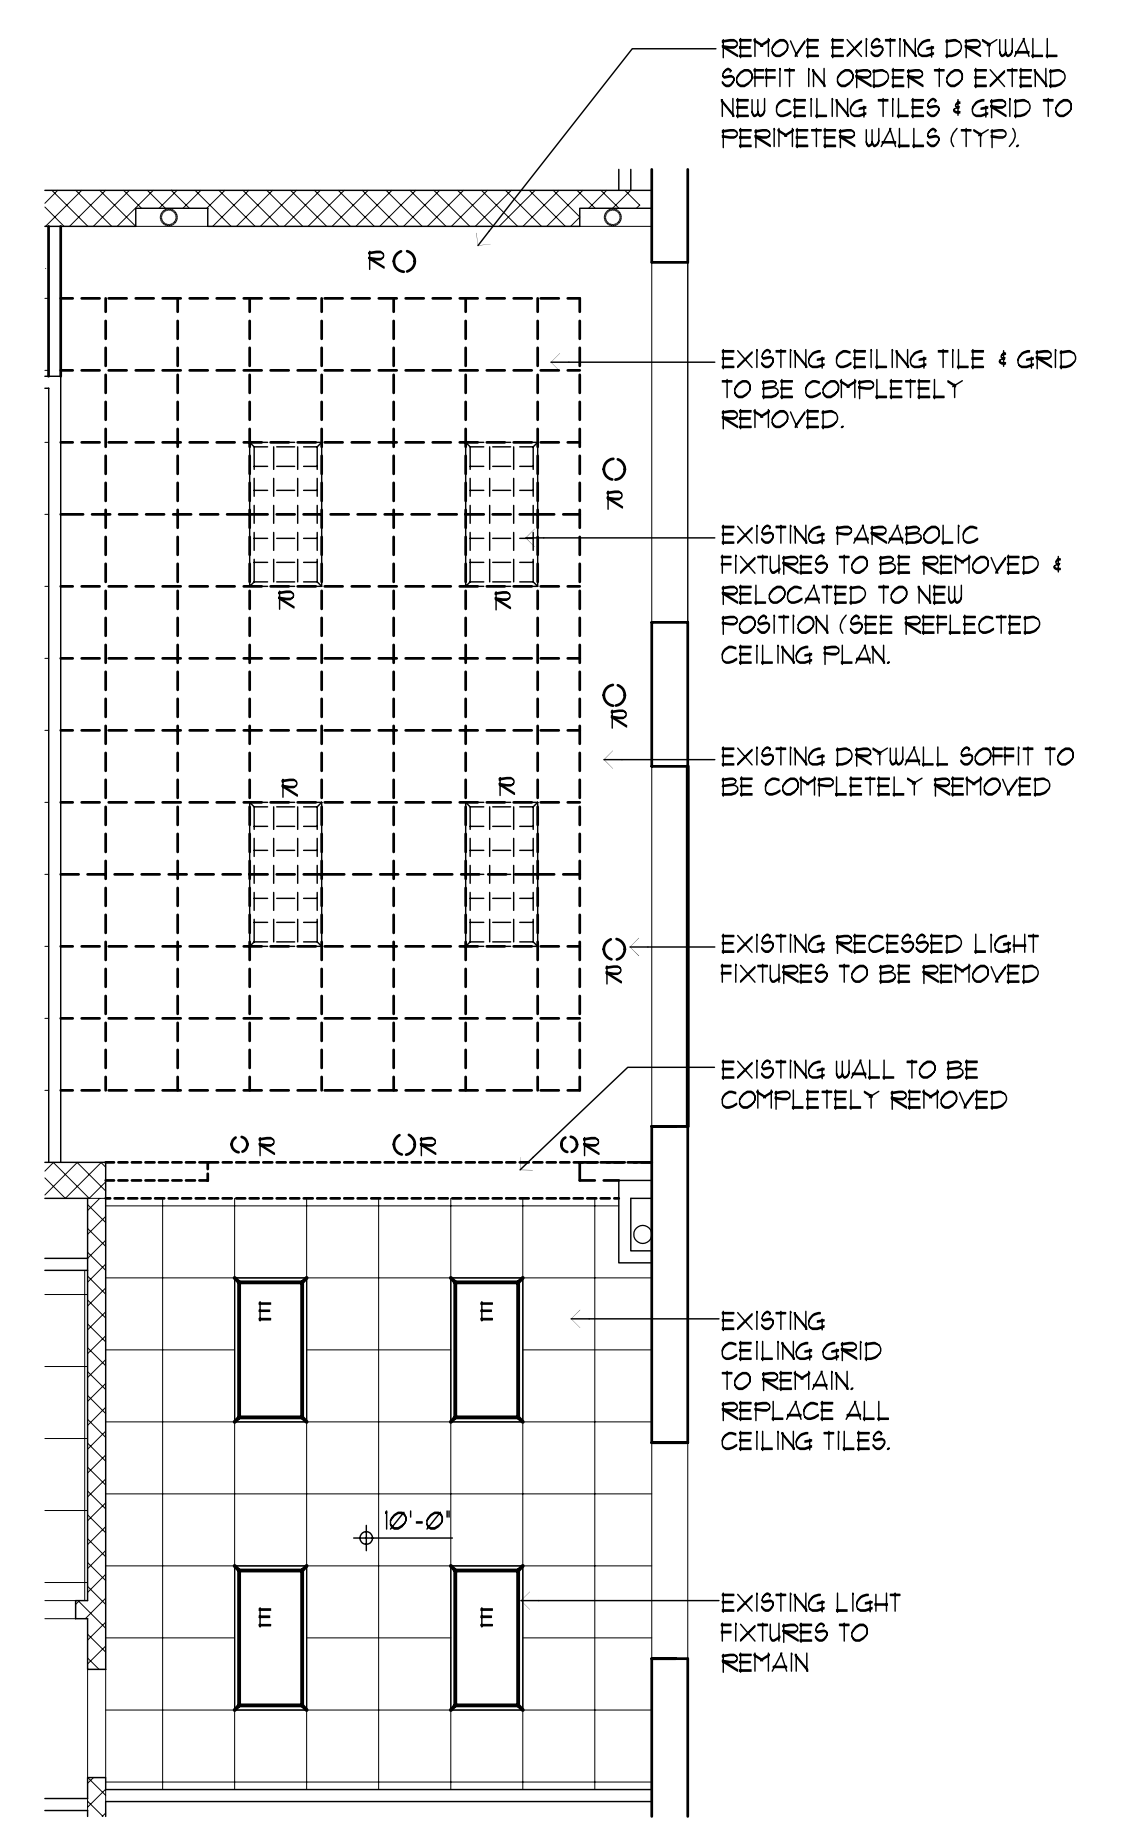 REMOVE EXISTING DRYWALL
SOFFIT IN ORDER TO EXTEND
NEW CEILING TILES & GRID TO
PERIMETER WALLS (TYP).
R
EXISTING CEILING TILE & GRID
TO BE COMPLETELY
REMOVED.
R
EXISTING PARABOLIC
FIXTURES TO BE REMOVED &
RELOCATED TO NEW
POSITION (SEE REFLECTED
CEILING PLAN.
R
R
R
EXISTING DRYWALL SOFFIT TO
BE COMPLETELY REMOVED
R
R
EXISTING RECESSED LIGHT
FIXTURES TO BE REMOVED
R
EXISTING WALL TO BE
COMPLETELY REMOVED
R
R
R
E
E
EXISTING
CEILING GRID
TO REMAIN.
REPLACE ALL
CEILING TILES.
10'-0"
E
E
EXISTING LIGHT
FIXTURES TO
REMAIN